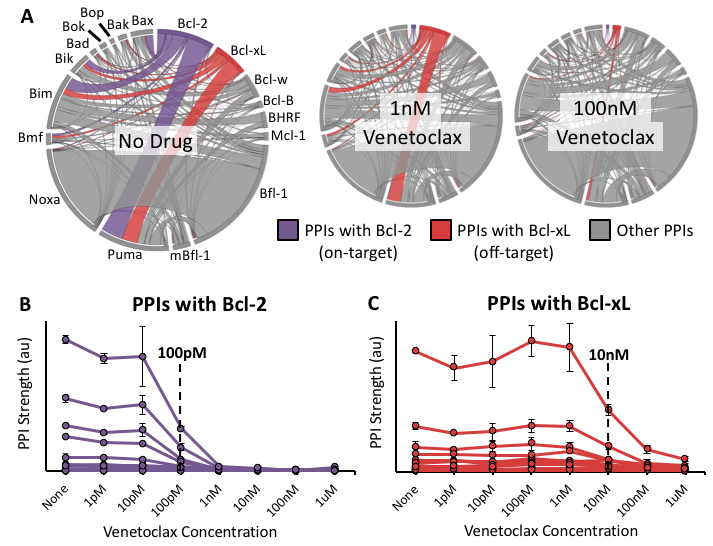 A
Bop
Bok
Bak
Bax
Bcl-2
Bad
Bcl-xL
Bik
Bcl-w
Bim
Bcl-B
BHRF
Bmf
Mcl-1
No Drug
Noxa
Bfl-1
Puma
mBfl-1
1nM
Venetoclax
100nM
Venetoclax
PPIs with Bcl-2
(on-target)
PPIs with Bcl-xL
(off-target)
Other PPIs
B
PPIs with Bcl-2
PPI Strength (au)
100pM
None
1pM
10pM
100pM
1nM
10nM
100nM
1uM
Venetoclax Concentration
C
PPIs with Bcl-xL
PPI Strength (au)
10nM
None
1pM
10pM
100pM
1nM
10nM
100nM
1uM
Venetoclax Concentration